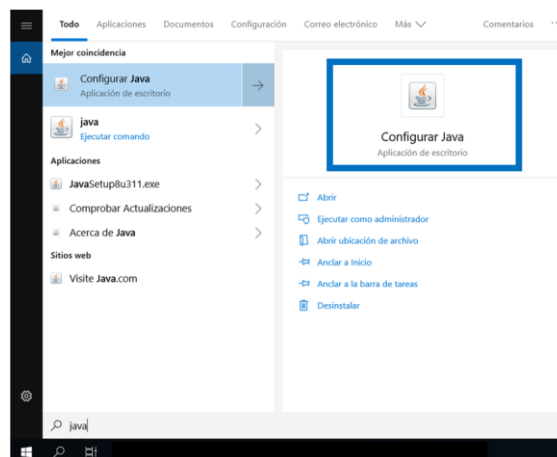 Todo Aplicaciones Documentos Configuración Correo electrónico Más Comentarios ...
Mejor coincidencia
Configurar Java
Aplicación de escritorio
java
Ejecutar comando
Aplicaciones
JavaSetup8u311.exe
Comprobar Actualizaciones
Acerca de Java
Sitios web
Visite Java.com
Configurar Java
Aplicación de escritorio
Abrir
Ejecutar como administrador
Abrir ubicación de archivo
Anclar a Inicio
Anclar a la barra de tareas
Desinstalar
java